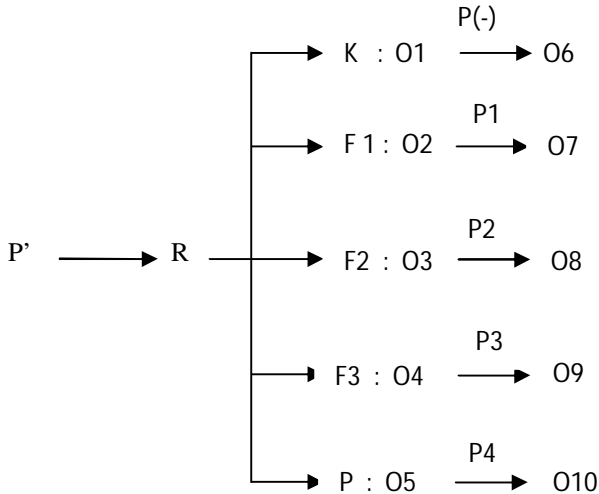 P(-)
K : O1 O6
P1
F 1 : O2 O7
P2
P’ R F2 : O3 O8
P3
F3 : O4 O9
P4
P : O5 O10